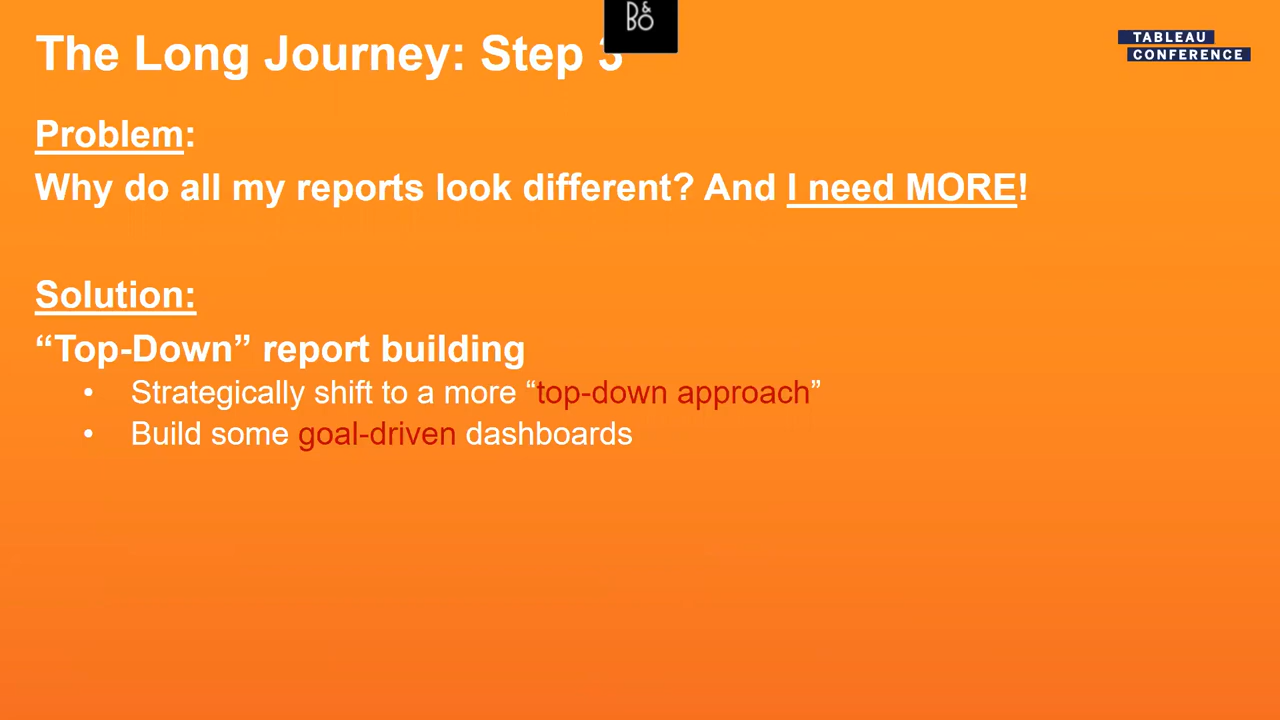 The Long Journey: Step 3
D&
BO
TABLEAU
CONFERENCE
Problem:
Why do all my reports look different? And I need MORE!
Solution:
“Top-Down” report building
• Strategically shift to a more “top-down approach”
• Build some goal-driven dashboards